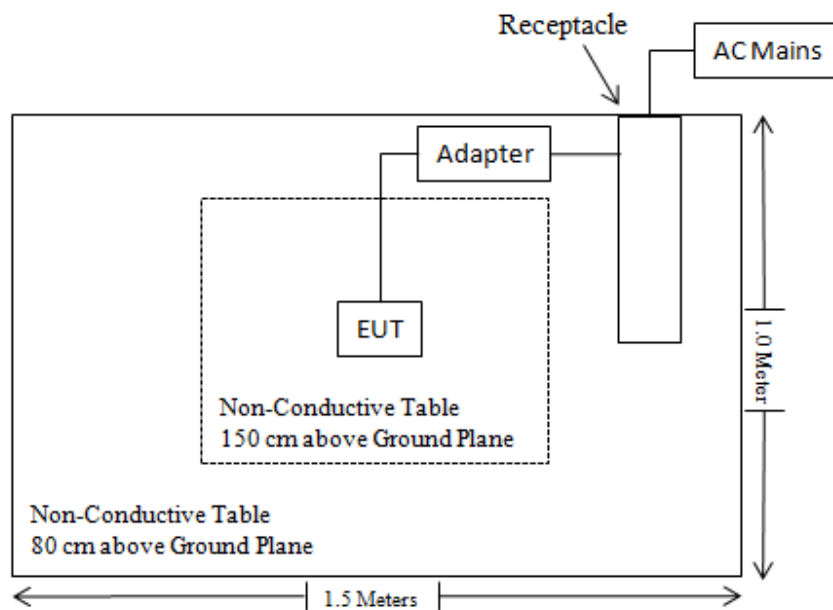 Receptacle
AC Mains
Adapter
EUT
Non-Conductive Table
150 cm above Ground Plane
1.0 Meter
Non-Conductive Table
80 cm above Ground Plane
1.5 Meters